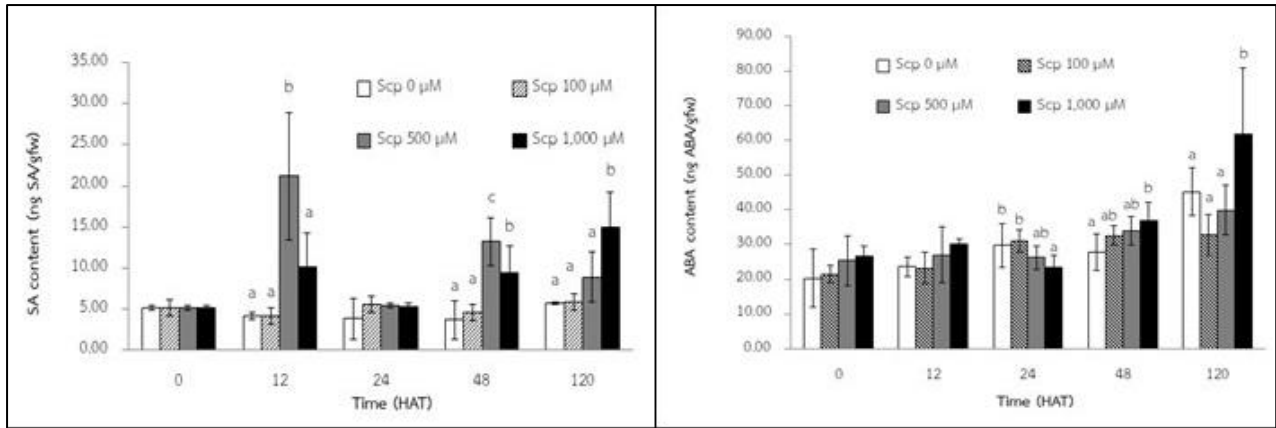 35.00
30.00
25.00
20.00
15.00
10.00
5.00
0.00
SA content (ng SA/gfw)
Scp 0 µM Scp 100 µM
Scp 500 µM Scp 1,000 µM
a a b a
a a c b
a a a b
0 12 24 48 120
Time (HAT)
90.00
80.00
70.00
60.00
50.00
40.00
30.00
20.00
10.00
0.00
ABA content (ng ABA/gfw)
Scp 0 µM Scp 100 µM
Scp 500 µM Scp 1,000 µM
b b ab a
a ab ab b
a a a b
0 12 24 48 120
Time (HAT)